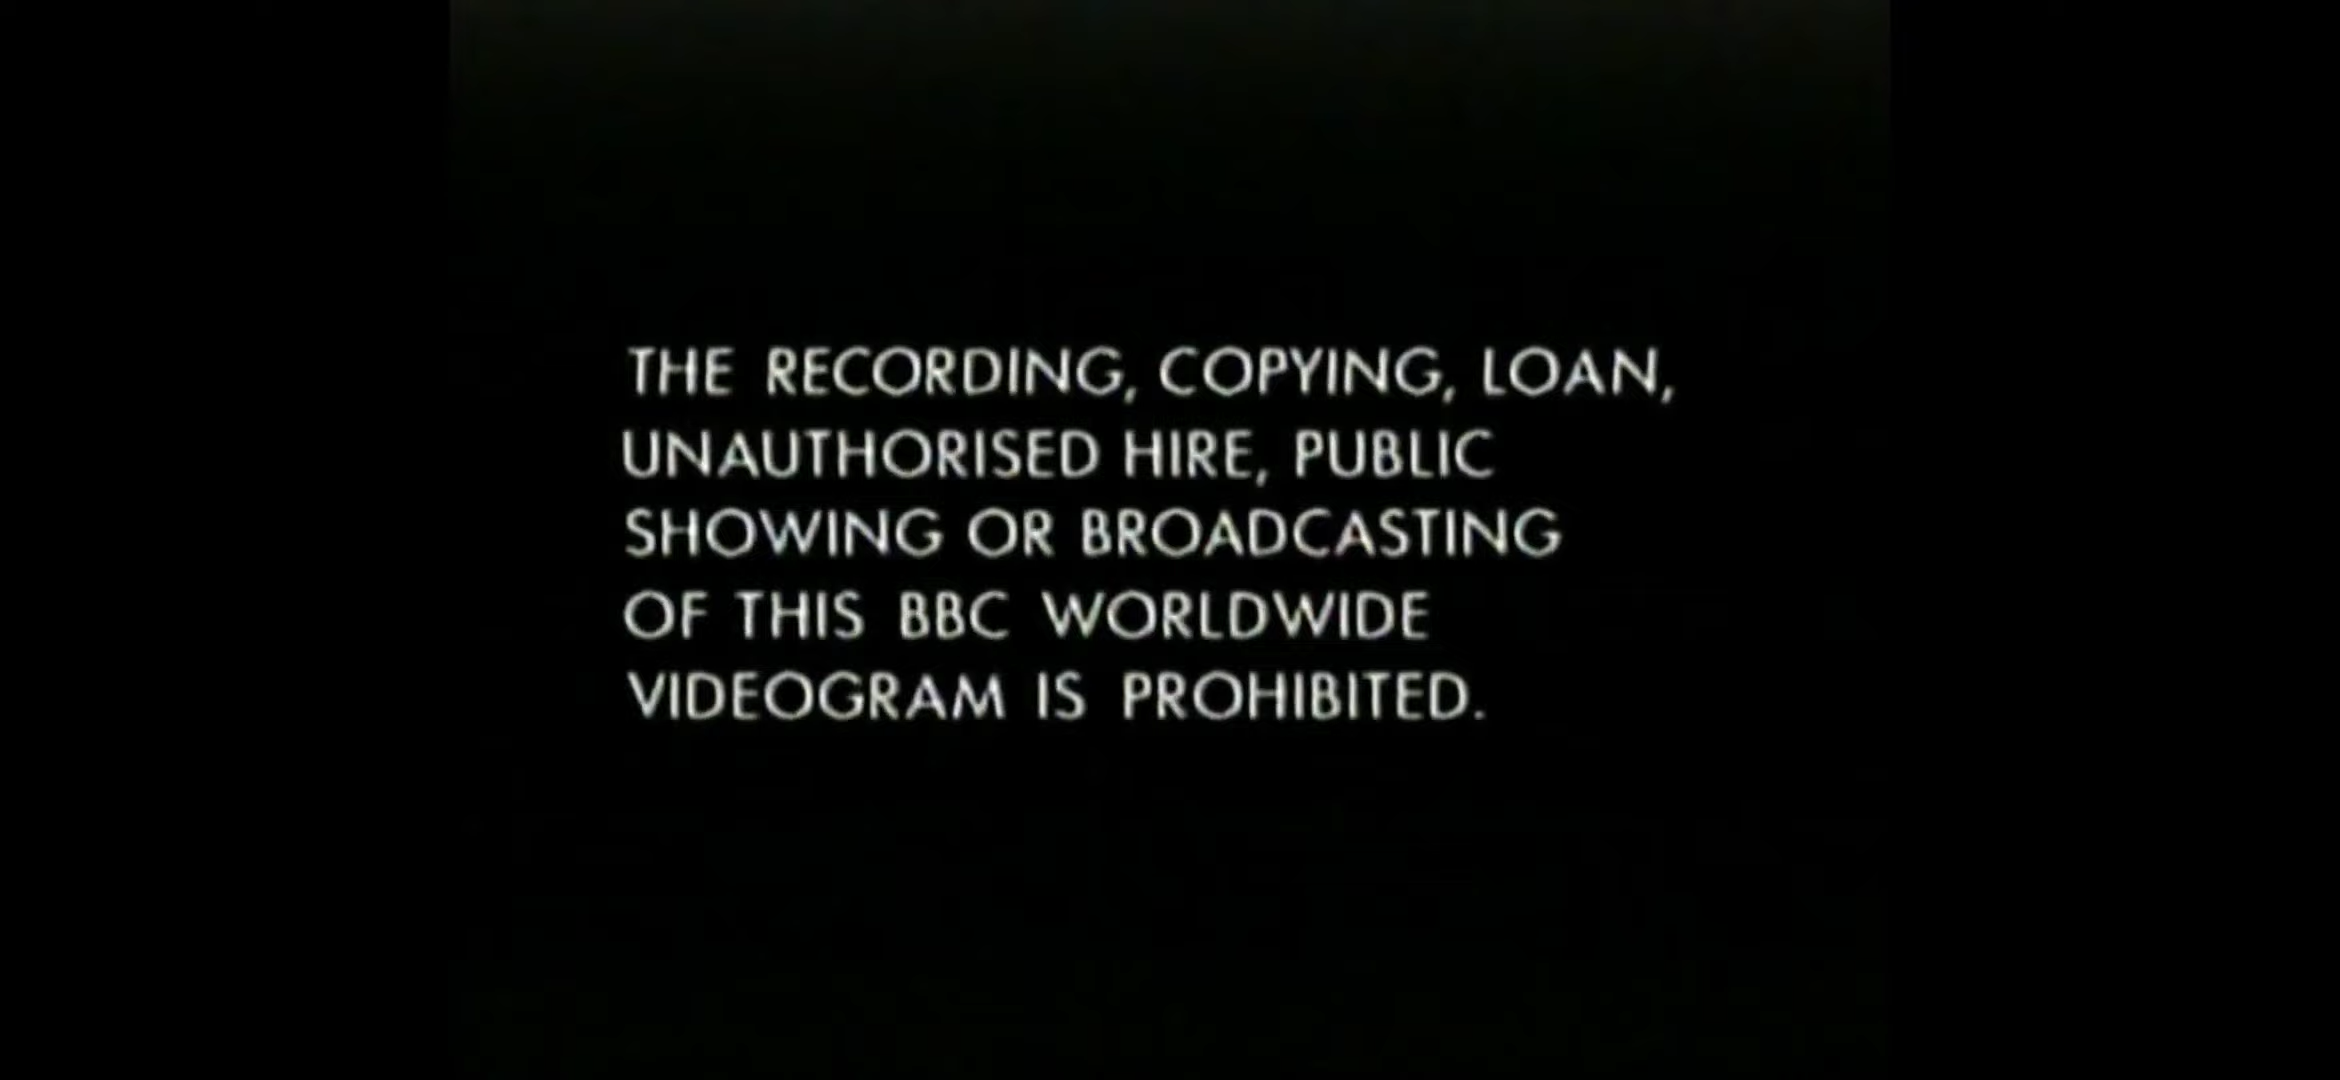 THE RECORDING, COPYING, LOAN,
UNAUTHORISED HIRE, PUBLIC
SHOWING OR BROADCASTING
OF THIS BBC WORLDWIDE
VIDEOGRAM IS PROHIBITED.